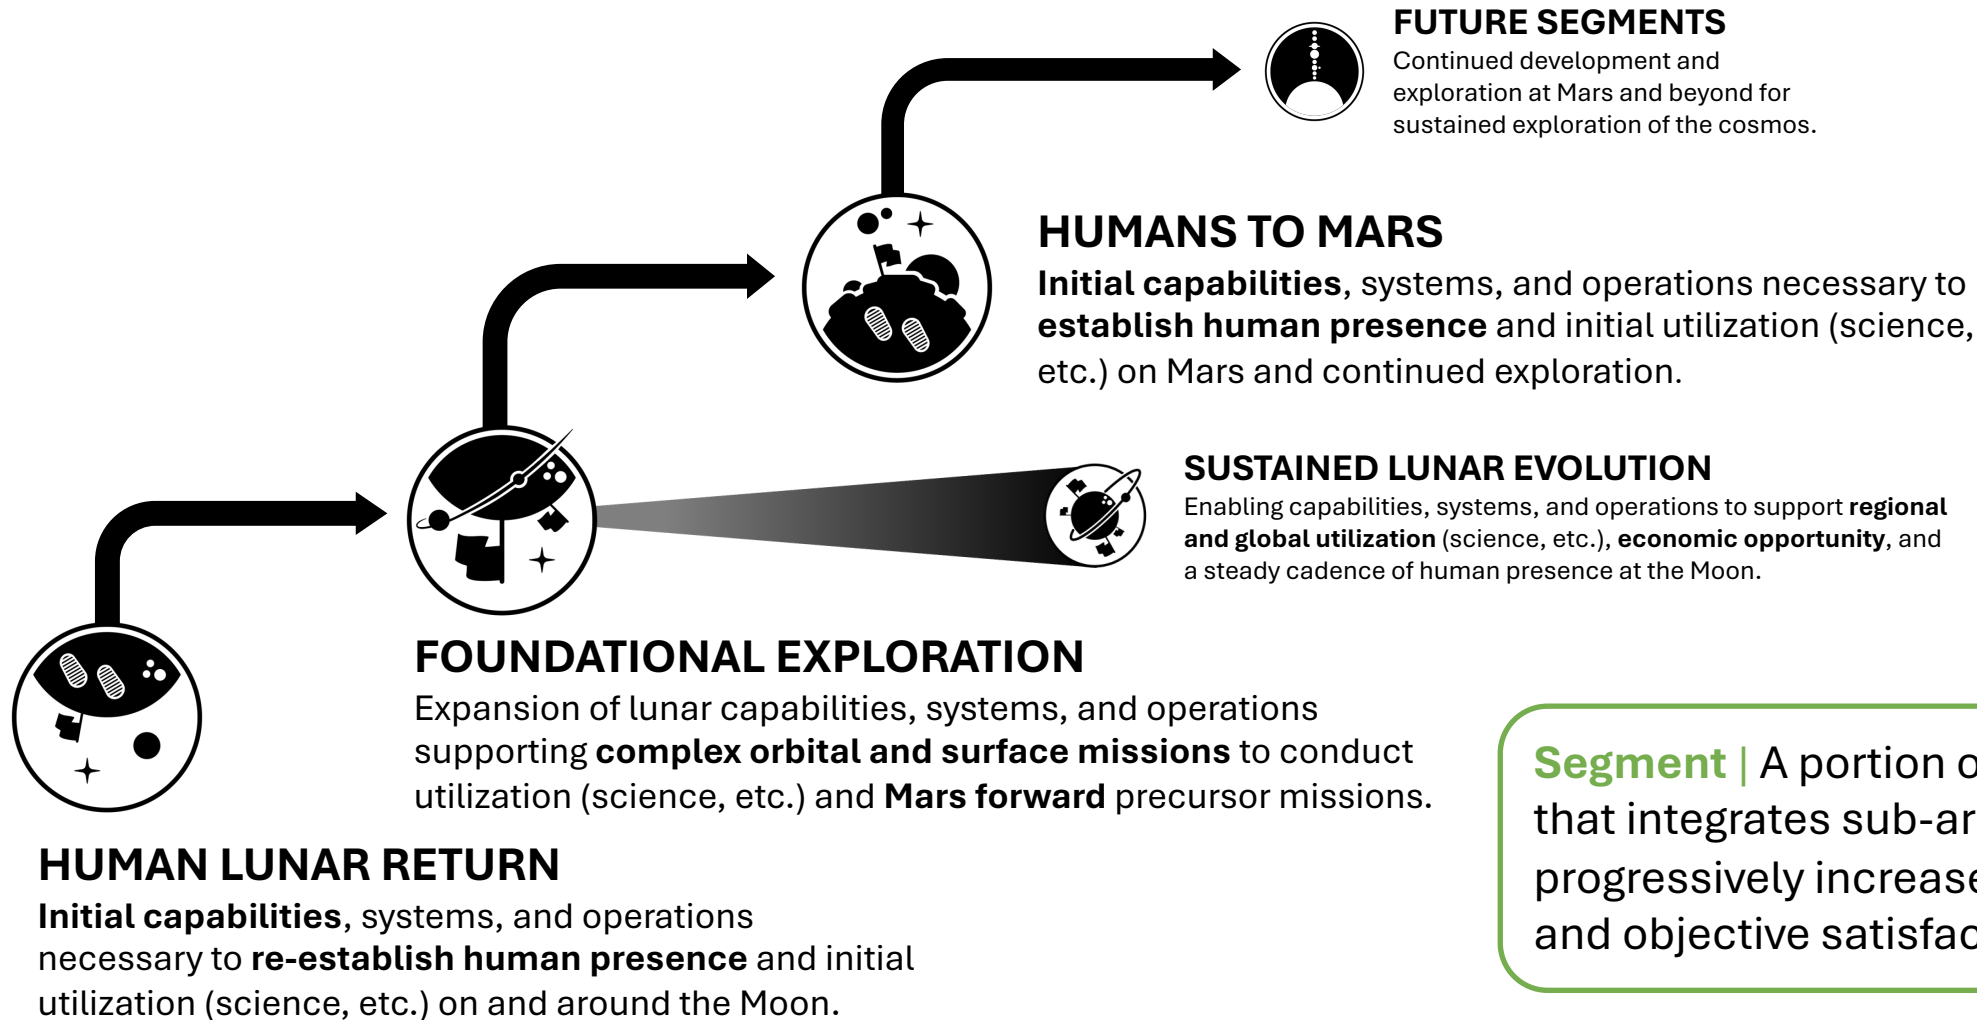 FUTURE SEGMENTS
Continued development and
exploration at Mars and beyond for
sustained exploration of the cosmos.
HUMANS TO MARS
Initial capabilities, systems, and operations necessary to
establish human presence and initial utilization (science,
etc.) on Mars and continued exploration.
SUSTAINED LUNAR EVOLUTION
Enabling capabilities, systems, and operations to support regional
and global utilization (science, etc.), economic opportunity, and
a steady cadence of human presence at the Moon.
FOUNDATIONAL EXPLORATION
Expansion of lunar capabilities, systems, and operations
supporting complex orbital and surface missions to conduct
utilization (science, etc.) and Mars forward precursor missions.
HUMAN LUNAR RETURN
Initial capabilities, systems, and operations
necessary to re-establish human presence and initial
utilization (science, etc.) on and around the Moon.
Segment | A portion
that integrates
progressively
and objective